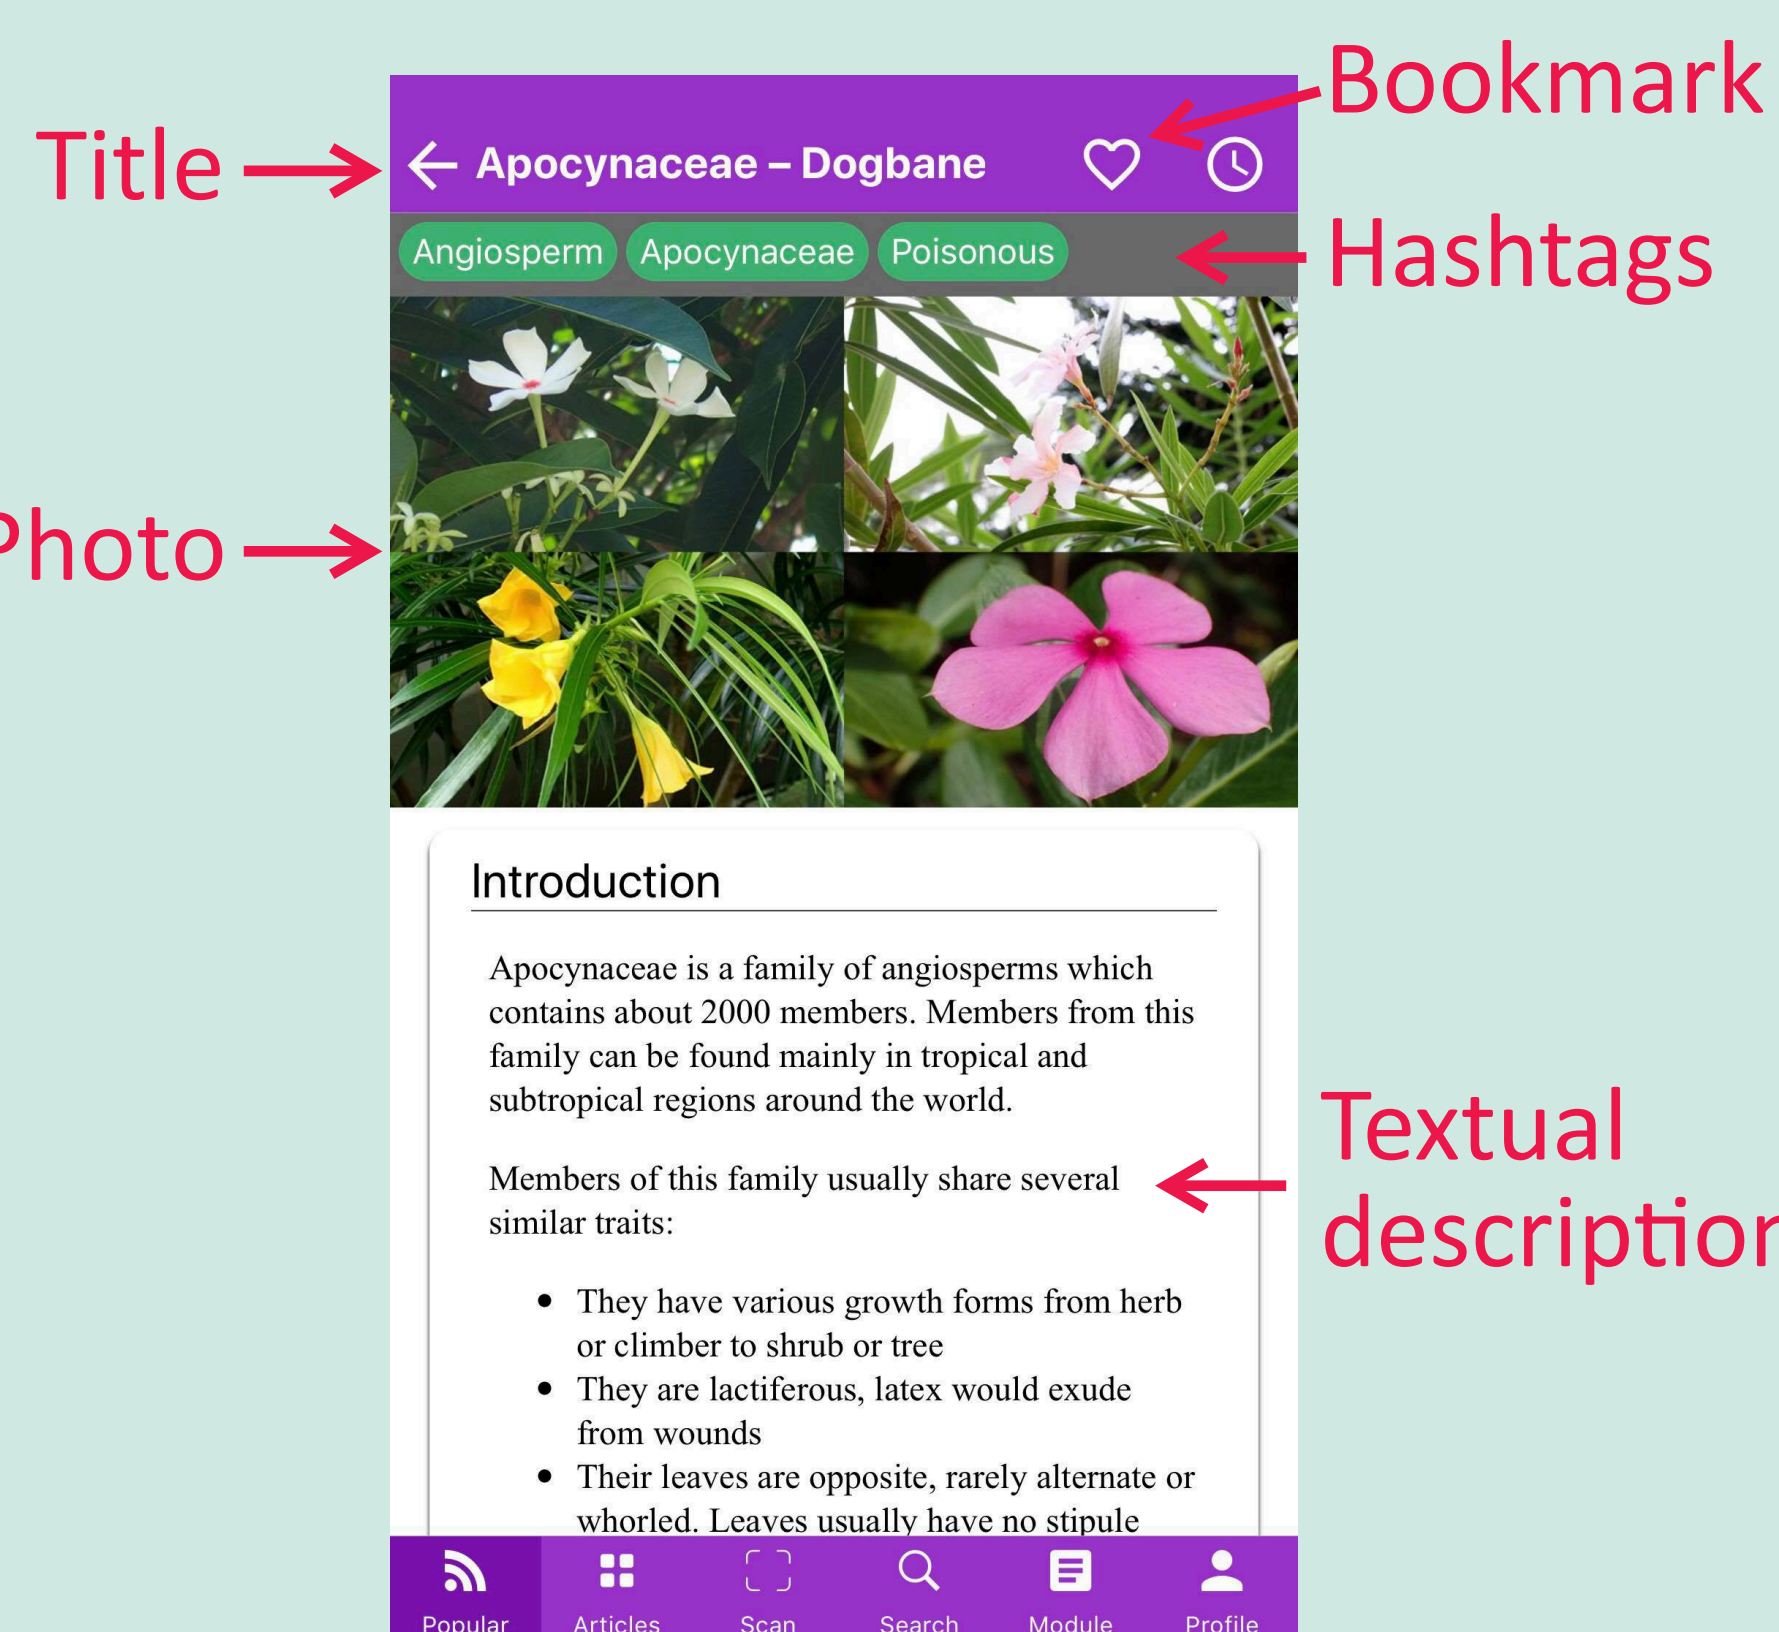 Bookmark
Title
Apocynaceae – Dogbane
Hashtags
Angiosperm Apocynaceae Poisonous
Photo
Introduction
Apocynaceae is a family of angiosperms which
contains about 2000 members. Members from this
family can be found mainly in tropical and
subtropical regions around the world.
Members of this family usually share several
similar traits:
Textual
description
• They have various growth forms from herb
or climber to shrub or tree
• They are lactiferous, latex would exude
from wounds
• Their leaves are opposite, rarely alternate or
whorled. Leaves usually have no stipule
Popular Articles Scan Search Module Profile